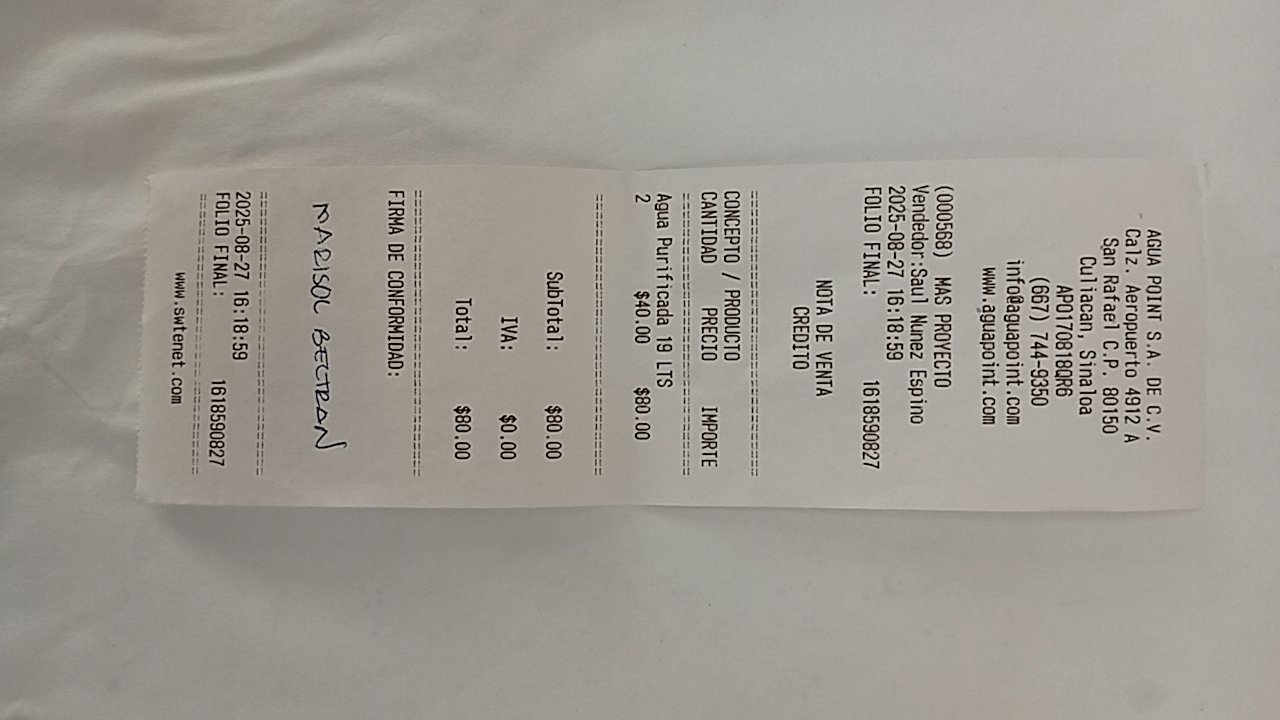 AGUA POINT S.A. DE C.V.
Calz. Aeropuerto 4912 A
San Rafael C.P. 80150
Culiacan, Sinaloa
APO170818QR6
(667) 744-9350
info@aguapoint.com
www.aguapoint.com
(000568) MAS PROYECTO
Vendedor:Saul Nunez Espino
2025-08-27 16:18:59
FOLIO FINAL: 1618590827
NOTA DE VENTA
CREDITO
================================
CONCEPTO / PRODUCTO
CANTIDAD PRECIO IMPORTE
================================
Agua Purificada 19 LTS
2 $40.00 $80.00
================================
SubTotal: $80.00
IVA: $0.00
Total: $80.00
================================
FIRMA DE CONFORMIDAD:
MARISOL BECTRAN
================================
2025-08-27 16:18:59
FOLIO FINAL: 1618590827
================================
www.swtenet.com